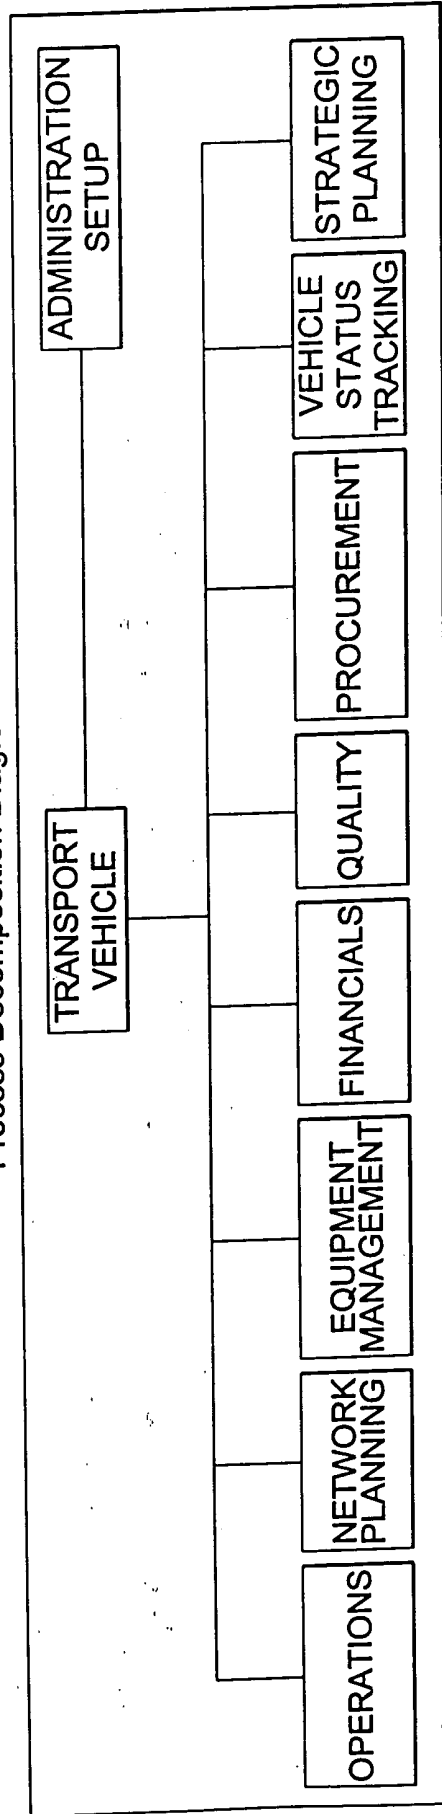 Process Decomposition Diagr
TRANSPORT
VEHICLE
ADMINISTRATION
SETUP
OPERATIONS
NETWORK
PLANNING
EQUIPMENT
MANAGEMENT
FINANCIALS
QUALITY
PROCUREMENT
VEHICLE
STATUS
TRACKING
STRATEGIC
PLANNING